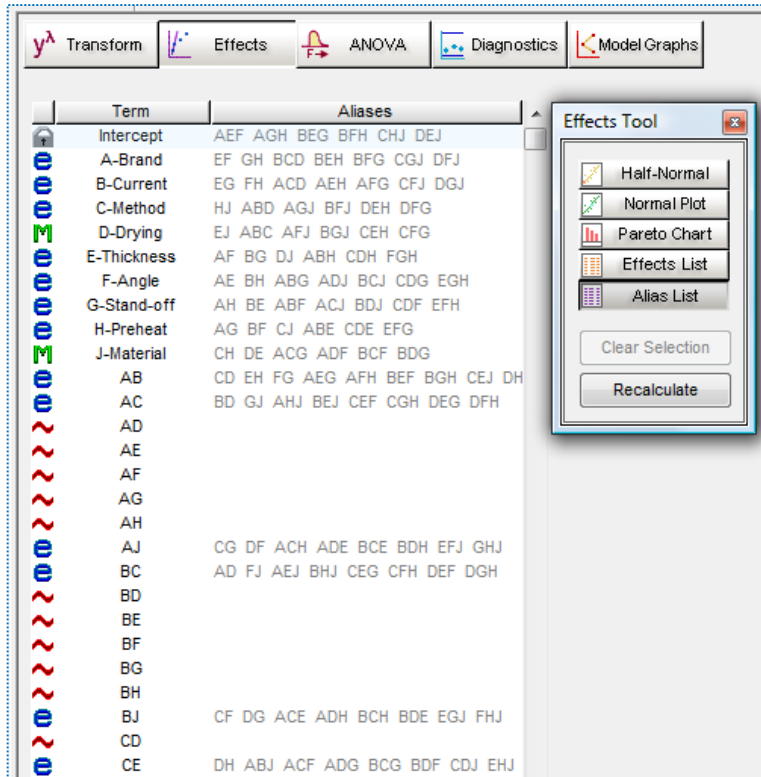 yλ Transform Effects F→ ANOVA Diagnostics Model Graphs
Term Aliases
Intercept AEF AGH BEG BFH CHJ DEJ
e A-Brand EF GH BCD BEH BFG CGJ DFJ
e B-Current EG FH ACD AEH AFG CFJ DGJ
e C-Method HJ ABD AGJ BFJ DEH DFG
M D-Drying EJ ABC AFJ BGJ CEH CFG
e E-Thickness AF BG DJ ABH CDH FGH
e F-Angle AE BH ABG ADJ BCJ CDG EGH
e G-Stand-off AH BE ABF ACJ BDJ CDF EFH
e H-Preheat AG BF CJ ABE CDE EFG
M J-Material CH DE ACG ADF BCF BDG
e AB CD EH FG AEG AFH BEF BGH CEJ DH
e AC BD GJ AHJ BEJ CEF CGH DEG DFH
AD
AE
AF
AG
AH
e AJ CG DF ACH ADE BCE BDH EFJ GHJ
e BC AD FJ AEJ BHJ CEG CFH DEF DGH
BD
BE
BF
BG
BH
e BJ CF DG ACE ADH BCH BDE EGJ FHJ
CD
e CE DH ABJ ACF ADG BCG BDF CDJ EHJ
Effects Tool
Half-Normal
Normal Plot
Pareto Chart
Effects List
Alias List
Clear Selection
Recalculate